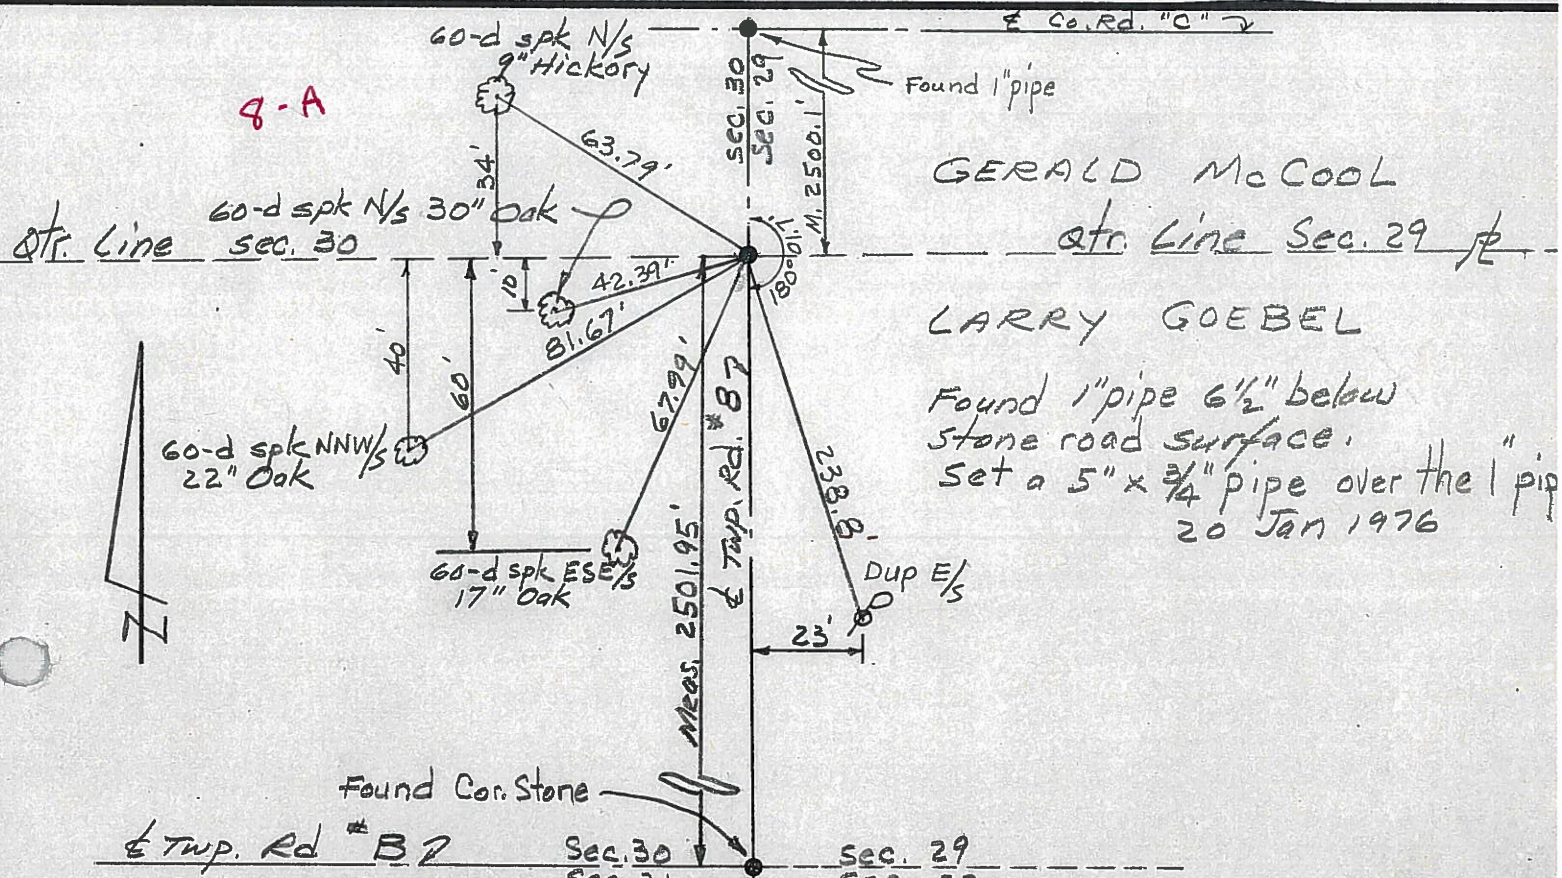 ℄ Co. Rd. "C"
60-d spk N/s
9" Hickory
Sec. 30
Sec. 29
Found 1" pipe
8-A
63.79'
34'
M. 2500.1'
GERALD McCOOL
60-d spk N/s 30" Oak
Qtr. Line Sec. 30
Qtr. Line Sec. 29 ⅊
180°01.1'
10'
42.39'
81.67'
LARRY GOEBEL
40'
60'
67.99'
℄ Twp. Rd. #87
Found 1" pipe 6½" below
stone road surface.
Set a 5" x ¾" pipe over the 1" pip
20 Jan 1976
60-d spk NNW/s
22" Oak
238.8'
60-d spk ESE/s
17" Oak
Dup E/s
Meas. 2501.95'
23'
N
Found Cor. Stone
℄ Twp. Rd #B
Sec. 30
Sec. 29